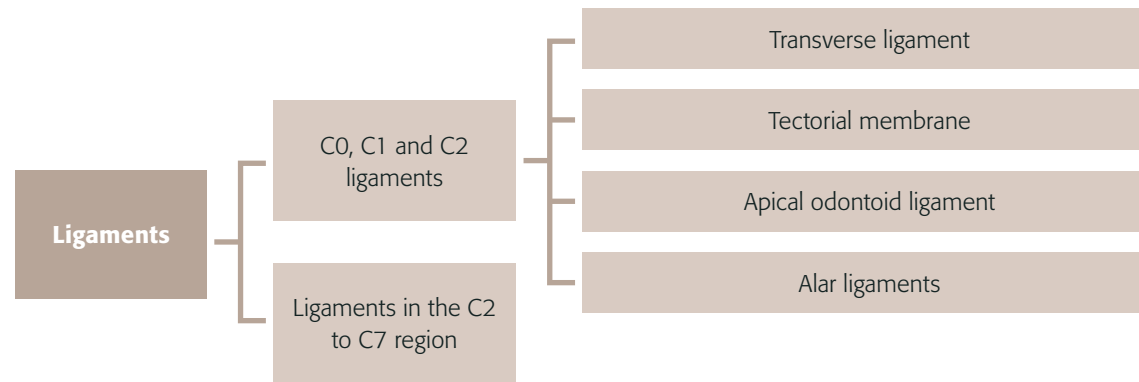 Ligaments
C0, C1 and C2
ligaments
Ligaments in the C2
to C7 region
Transverse ligament
Tectorial membrane
Apical odontoid ligament
Alar ligaments